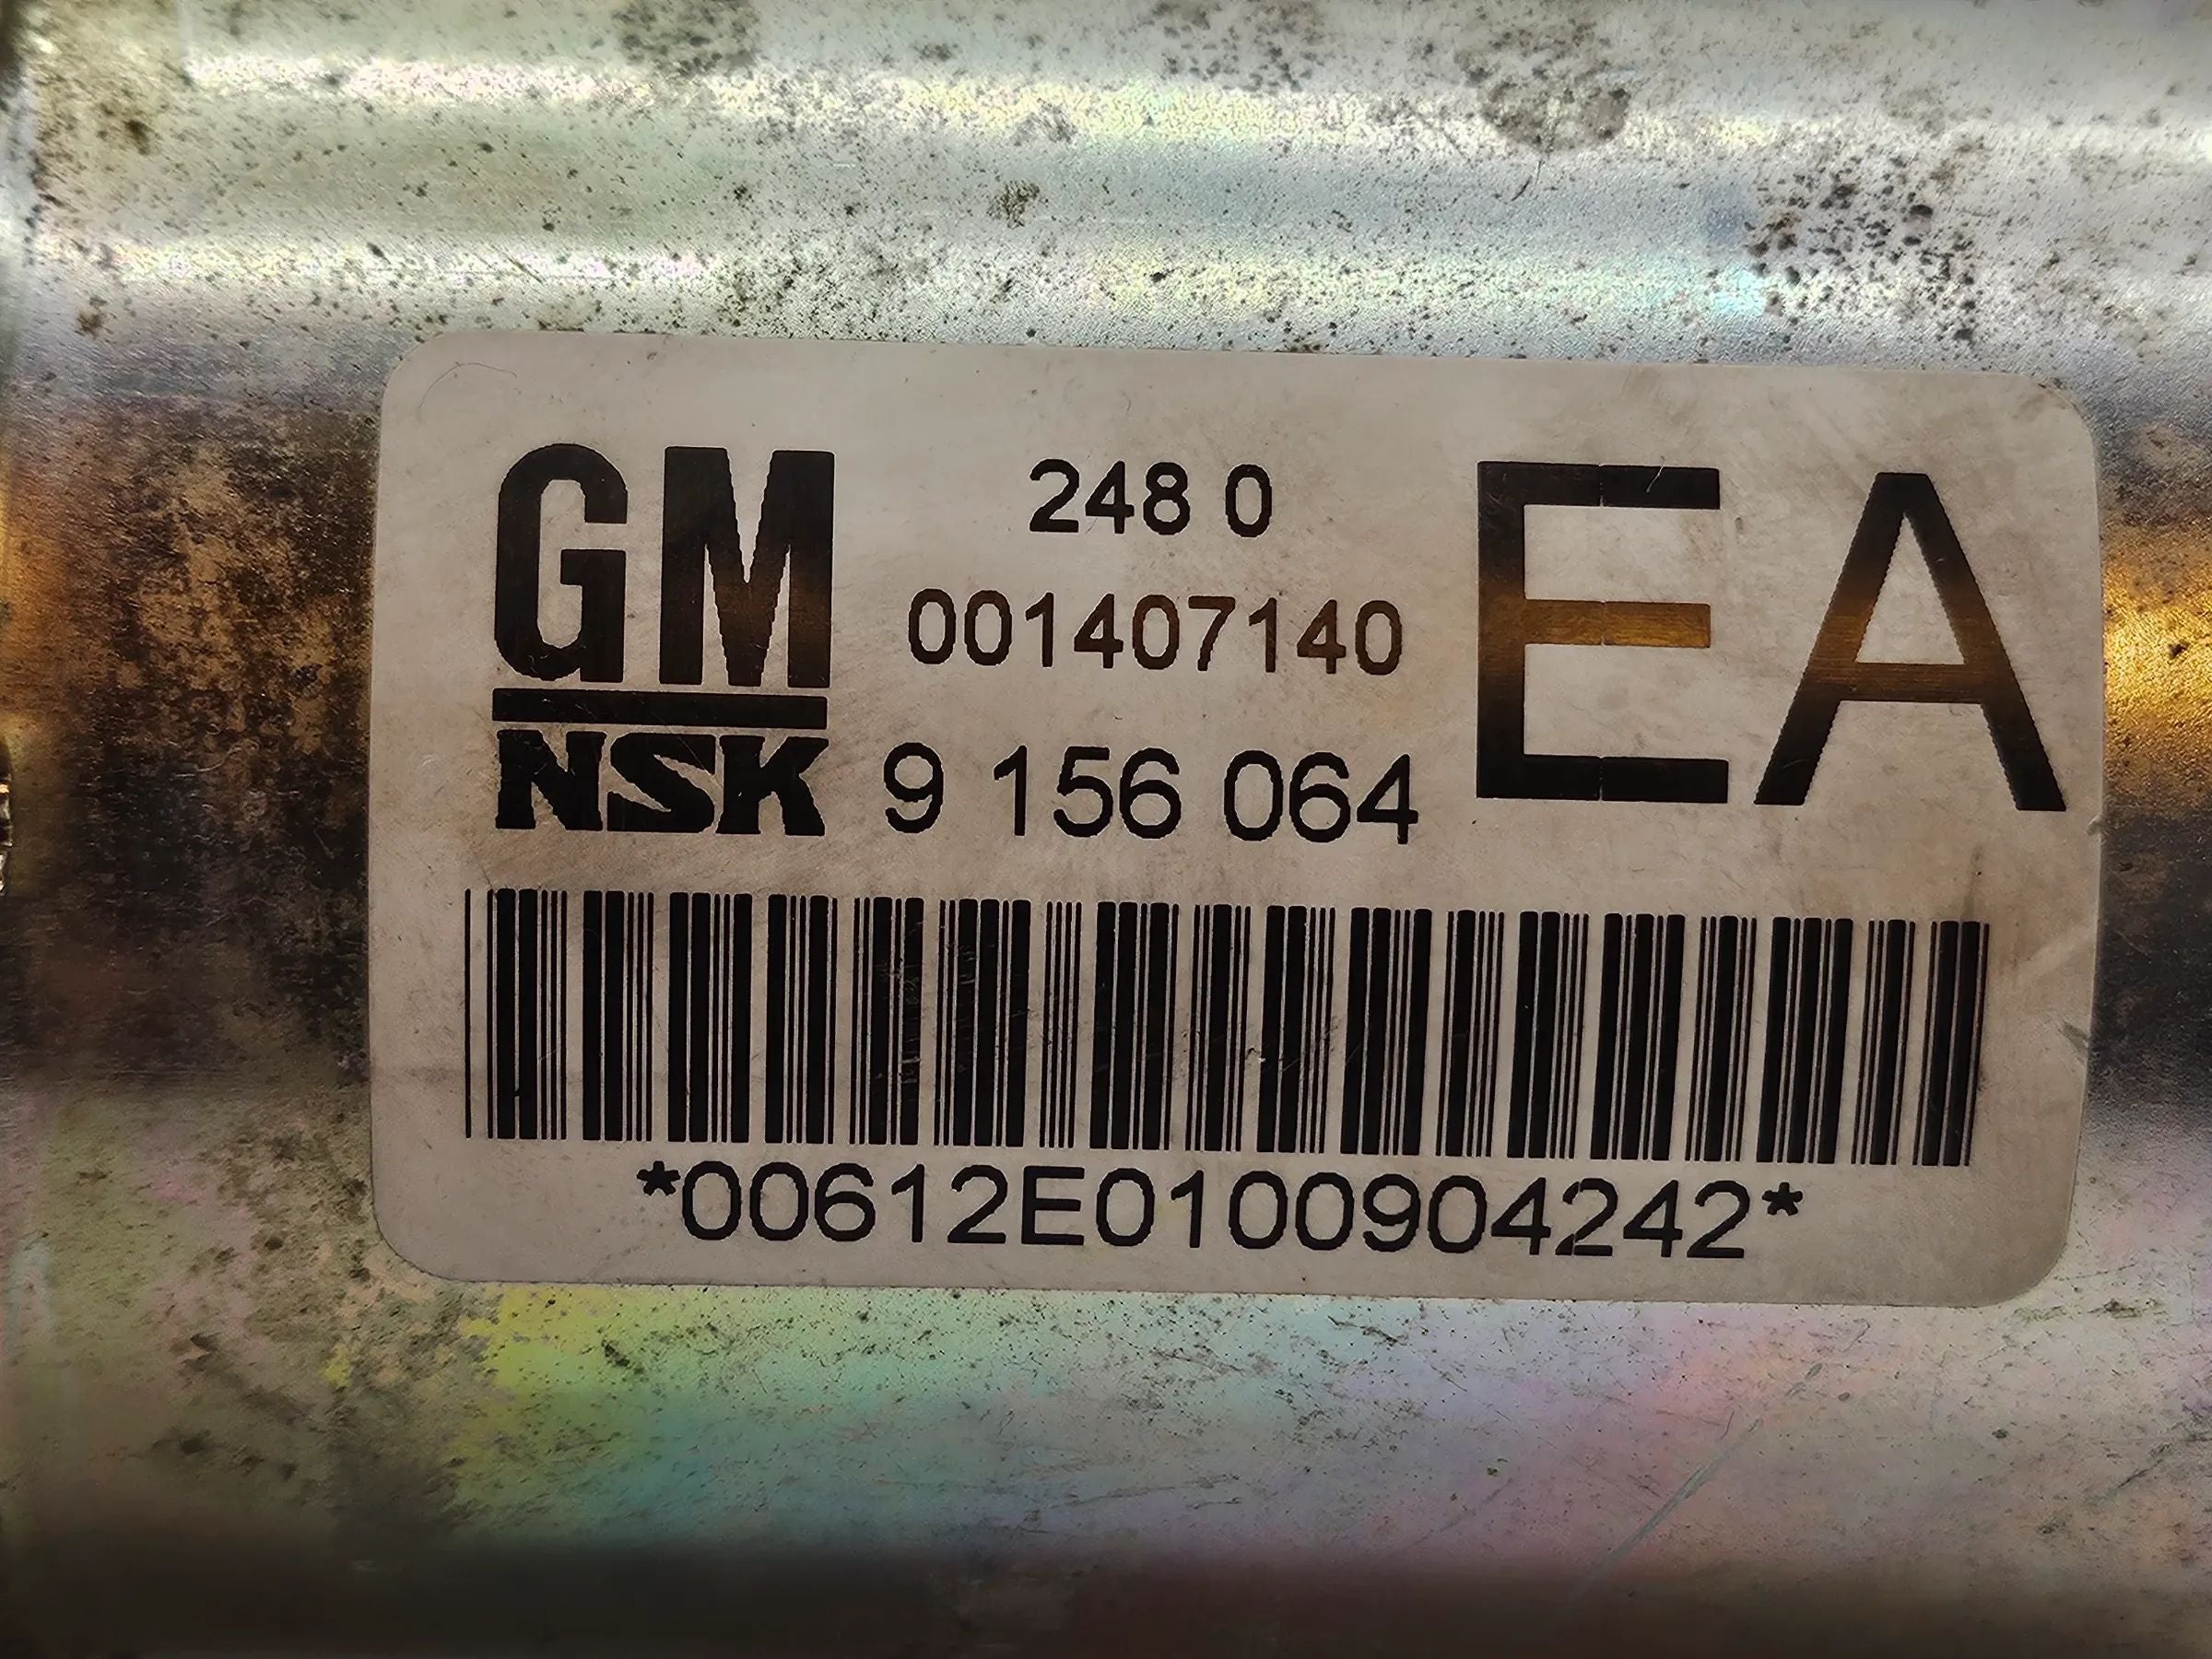 GM 248 0 EA
001407140
NSK 9 156 064
*00612E0100904242*